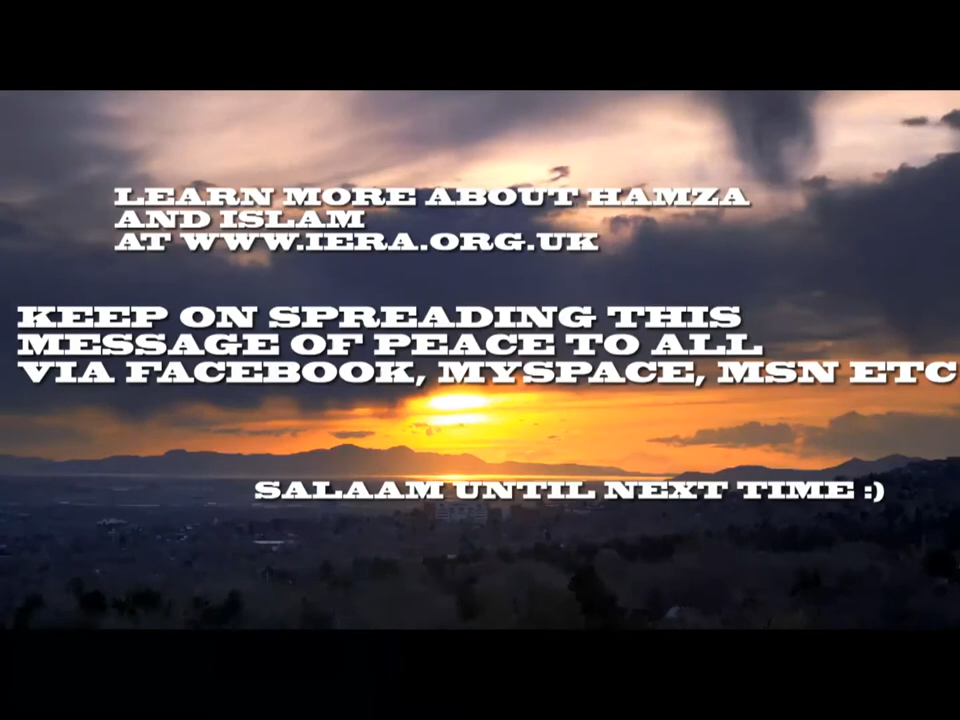 LEARN MORE ABOUT HAMZA
AND ISLAM
AT WWW.IERA.ORG.UK
KEEP ON SPREADING THIS
MESSAGE OF PEACE TO ALL
VIA FACEBOOK, MYSPACE, MSN ETC
SALAAM UNTIL NEXT TIME :)